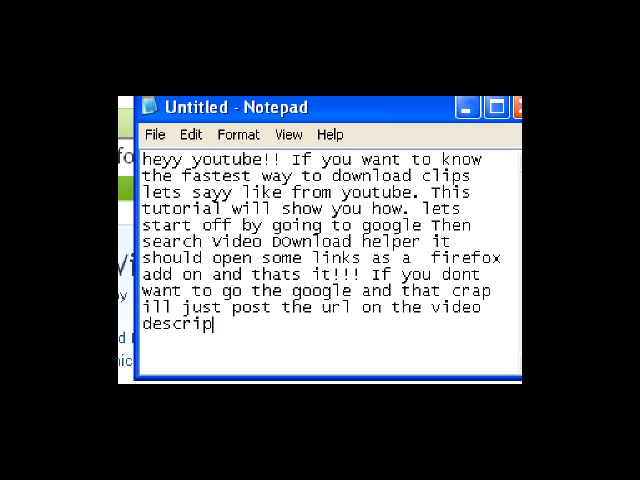 Untitled - Notepad
File Edit Format View Help
heyy youtube!! If you want to know
the fastest way to download clips
lets sayy like from youtube. This
tutorial will show you how. lets
start off by going to google Then
search Video DOwnload helper it
should open some links as a  firefox
add on and thats it!!! If you dont
want to go the google and that crap
ill just post the url on the video
descrip